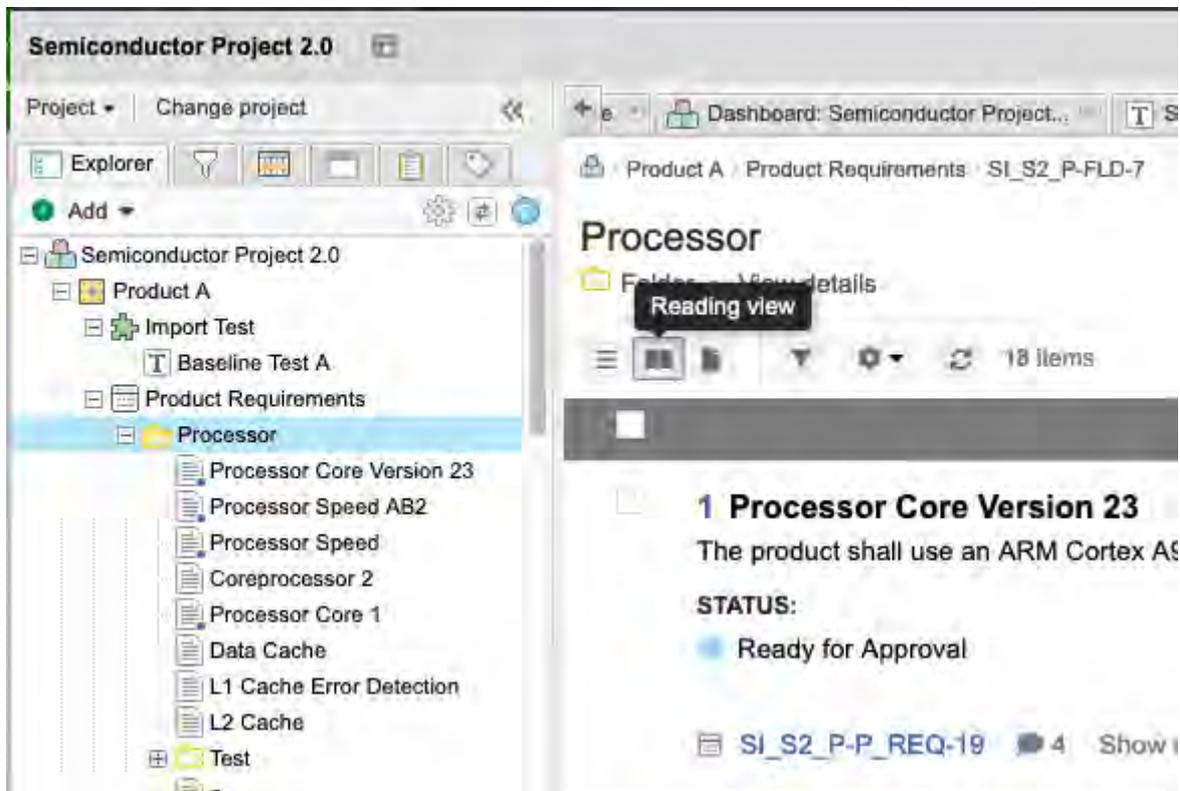 Semiconductor Project 2.0
Project
Change project
Explorer
Add
Semiconductor Project 2.0
Product A
Import Test
T Baseline Test A
Product Requirements
Processor
Processor Core Version 23
Processor Speed AB2
Processor Speed
Coreprocessor 2
Processor Core 1
Data Cache
L1 Cache Error Detection
L2 Cache
Test
e
Dashboard: Semiconductor Project...
T S
Product A
Product Requirements
SI_S2_P-FLD-7
Processor
Folder
View details
Reading view
18 items
1 Processor Core Version 23
The product shall use an ARM Cortex A9
STATUS:
Ready for Approval
SI_S2_P-P_REQ-19
4
Show